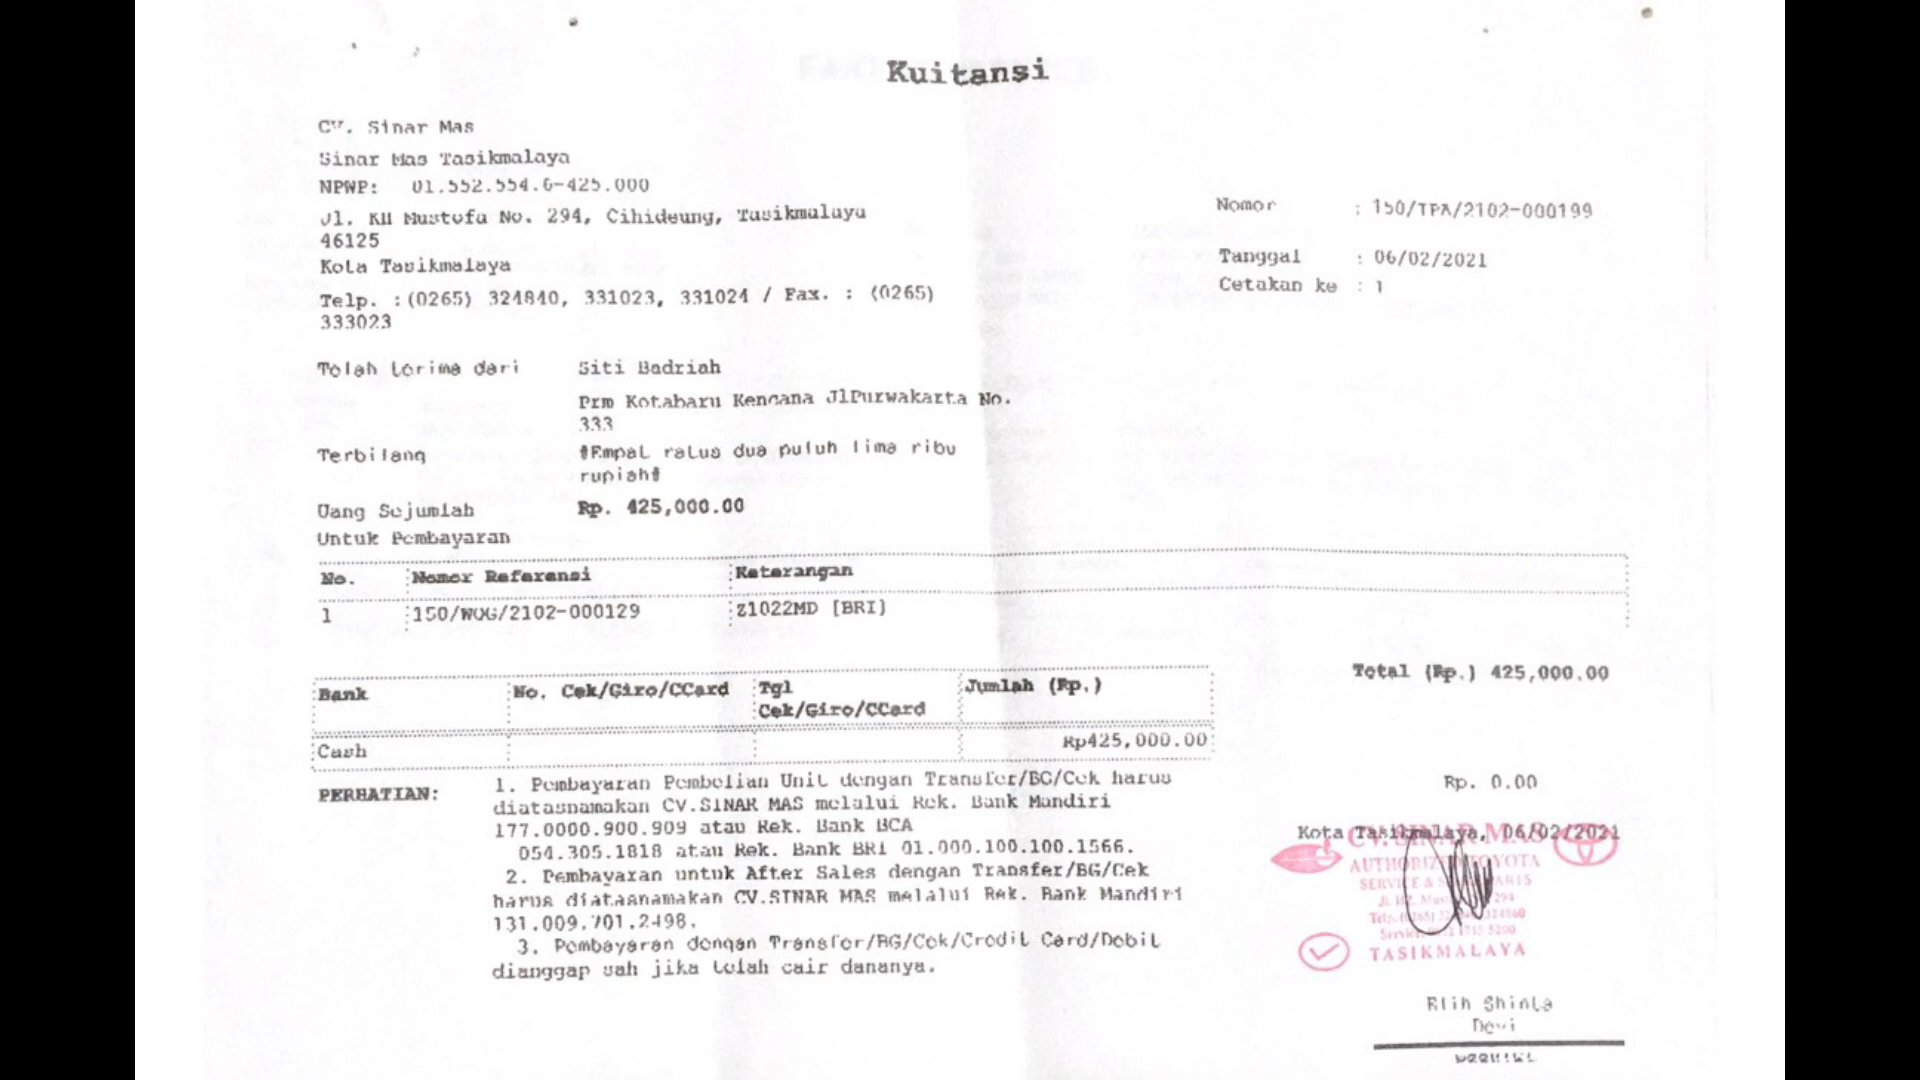 Kuitansi
CV. Sinar Mas
Sinar Mas Tasikmalaya
NPWP: 01.552.554.6-425.000
Jl. KH Mustofa No. 294, Cihideung, Tasikmalaya
46125
Kota Tasikmalaya
Telp. : (0265) 324840, 331023, 331024 / Fax. : (0265)
333023
Nomor : 150/TPA/2102-000199
Tanggal : 06/02/2021
Cetakan ke : 1
Telah terima dari Siti Badriah
Prm Kotabaru Kencana JlPurwakarta No.
333
Terbilang #Empat ratus dua puluh lima ribu
rupiah#
Uang Sejumlah Rp. 425,000.00
Untuk Pembayaran
No. Nomor Referensi Keterangan
1 150/WOG/2102-000129 Z1022MD [BRI]
Total (Rp.) 425,000.00
Bank No. Cek/Giro/CCard Tgl Jumlah (Rp.)
Cek/Giro/CCard
Cash Rp425,000.00
Rp. 0.00
PERHATIAN: 1. Pembayaran Pembelian Unit dengan Transfer/BG/Cek harus
diatasnamakan CV.SINAR MAS melalui Rek. Bank Mandiri
177.0000.900.909 atau Rek. Bank BCA
054.305.1818 atau Rek. Bank BRI 01.000.100.100.1566.
2. Pembayaran untuk After Sales dengan Transfer/BG/Cek
harus diatasnamakan CV.SINAR MAS melalui Rek. Bank Mandiri
131.009.701.2498.
3. Pembayaran dengan Transfer/BG/Cek/Credit Card/Debit
dianggap sah jika telah cair dananya.
Kota Tasikmalaya, 06/02/2021
CV. SINAR MAS
AUTHORIZED TOYOTA
SERVICE &
TASIKMALAYA
Elih Shinta
Devi